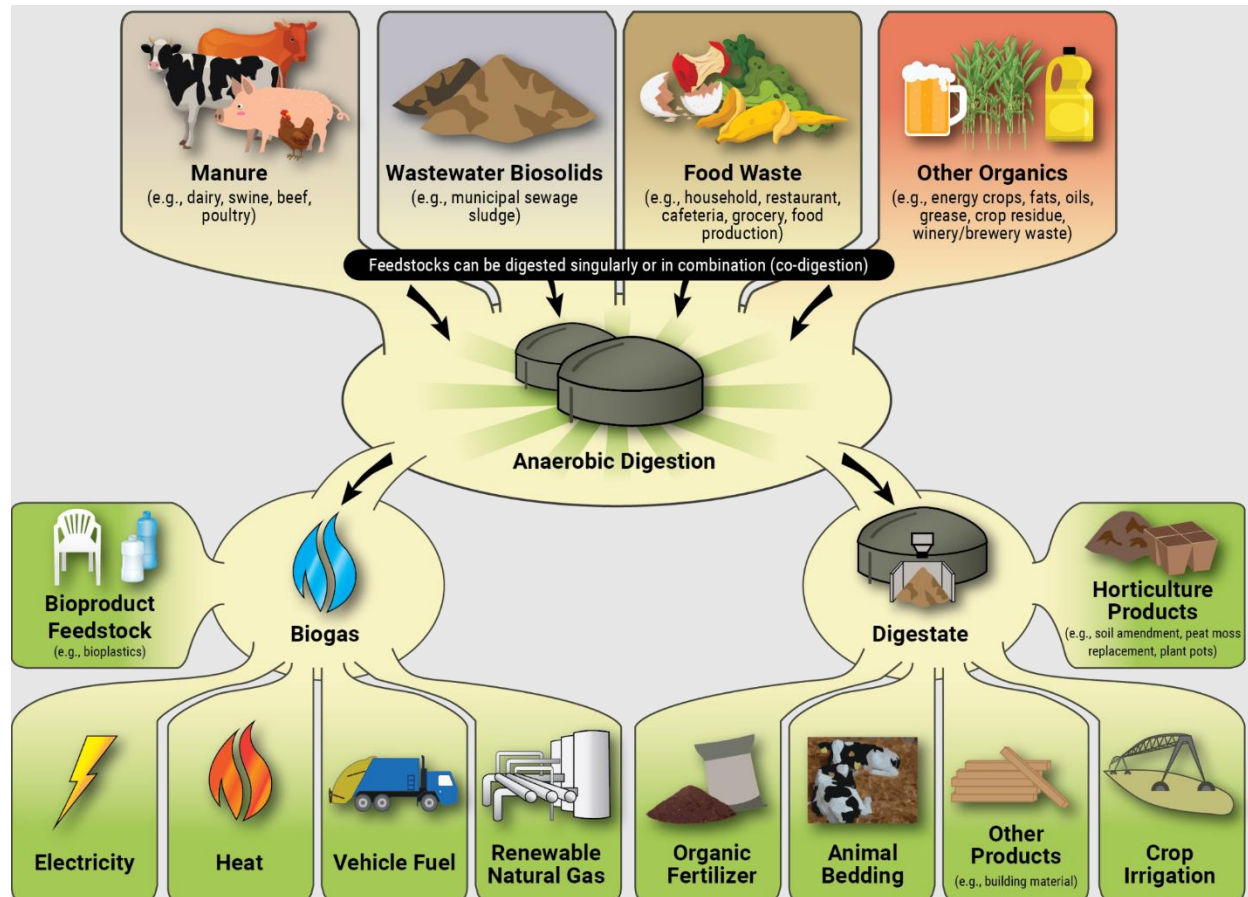 Manure
(e.g., dairy, swine, beef,
poultry)
Wastewater Biosolids
(e.g., municipal sewage
sludge)
Food Waste
(e.g., household, restaurant,
cafeteria, grocery, food
production)
Other Organics
(e.g., energy crops, fats, oils,
grease, crop residue,
winery/brewery waste)
Feedstocks can be digested singularly or in combination (co-digestion)
Anaerobic Digestion
Bioproduct
Feedstock
(e.g., bioplastics)
Biogas
Digestate
Horticulture
Products
(e.g., soil amendment, peat moss
replacement, plant pots)
Electricity
Heat
Vehicle Fuel
Renewable
Natural Gas
Organic
Fertilizer
Animal
Bedding
Other
Products
(e.g., building material)
Crop
Irrigation